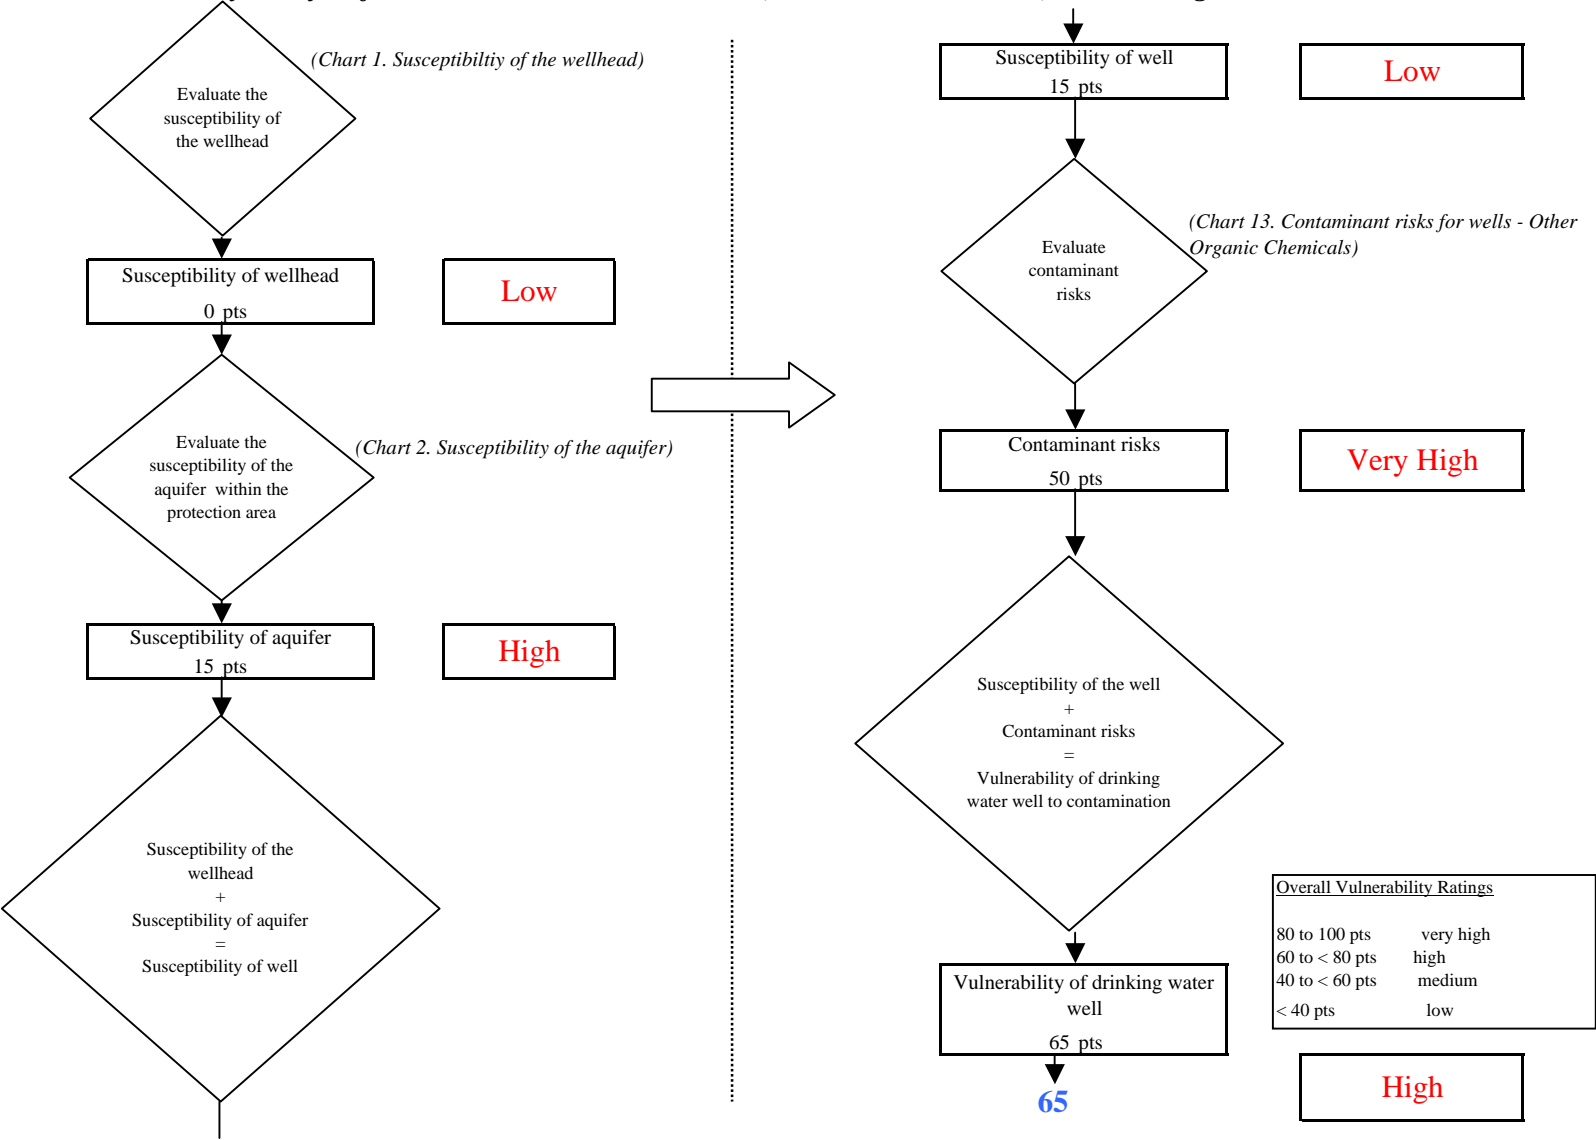 (Chart 1. Susceptibiltiy of the wellhead)
Evaluate the
susceptibility of
the wellhead
Susceptibility of wellhead
0 pts
Low
Evaluate the
susceptibility of the
aquifer within the
protection area
(Chart 2. Susceptibility of the aquifer)
Susceptibility of aquifer
15 pts
High
Susceptibility of the
wellhead
+
Susceptibility of aquifer
=
Susceptibility of well
Susceptibility of well
15 pts
Low
(Chart 13. Contaminant risks for wells - Other
Organic Chemicals)
Evaluate
contaminant
risks
Contaminant risks
50 pts
Very High
Susceptibility of the well
+
Contaminant risks
=
Vulnerability of drinking
water well to contamination
Overall Vulnerability Ratings
80 to 100 pts very high
60 to < 80 pts high
40 to < 60 pts medium
< 40 pts low
Vulnerability of drinking water
well
65 pts
65
High